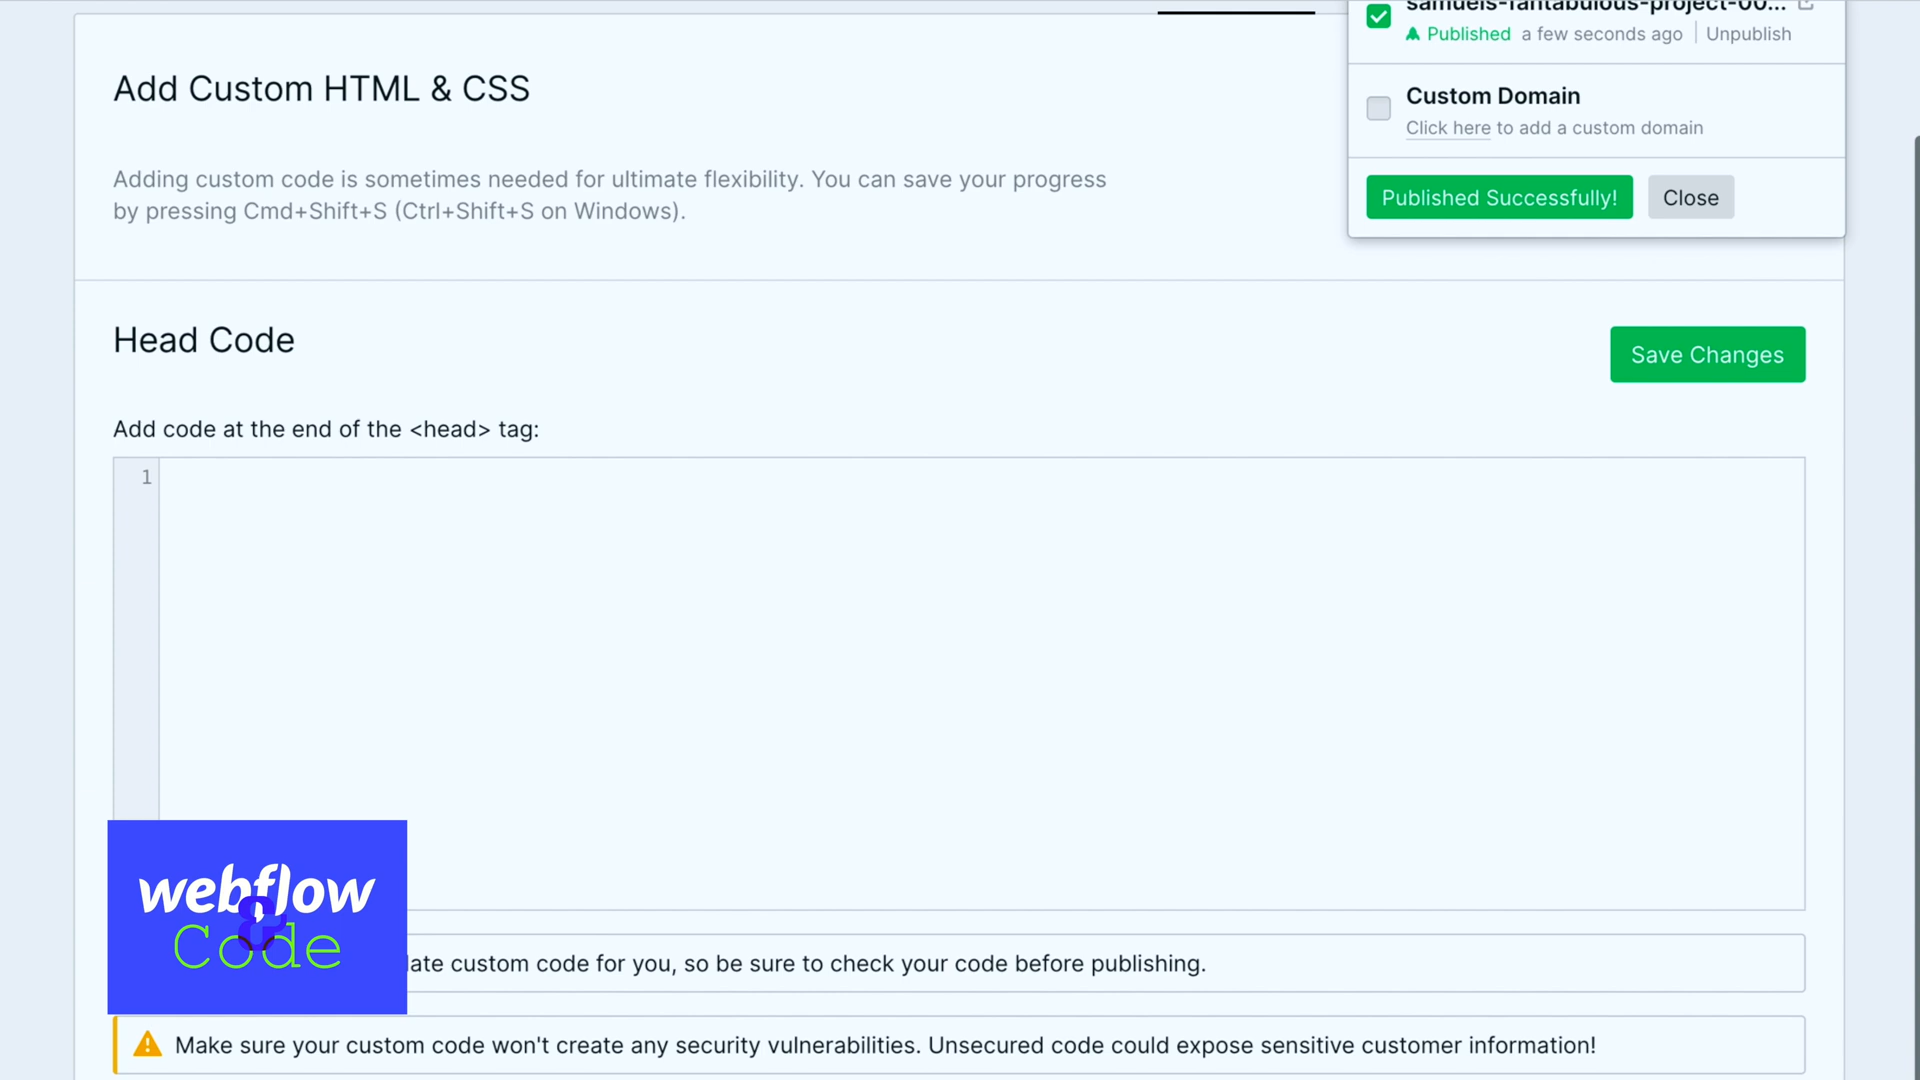 samuels-fantabulous-project-00...
Published a few seconds ago Unpublish
Add Custom HTML & CSS
Custom Domain
Click here to add a custom domain
Adding custom code is sometimes needed for ultimate flexibility. You can save your progress
by pressing Cmd+Shift+S (Ctrl+Shift+S on Windows).
Published Successfully! Close
Head Code
Save Changes
Add code at the end of the <head> tag:
1
webflow
&
Code
custom code for you, so be sure to check your code before publishing.
Make sure your custom code won't create any security vulnerabilities. Unsecured code could expose sensitive customer information!